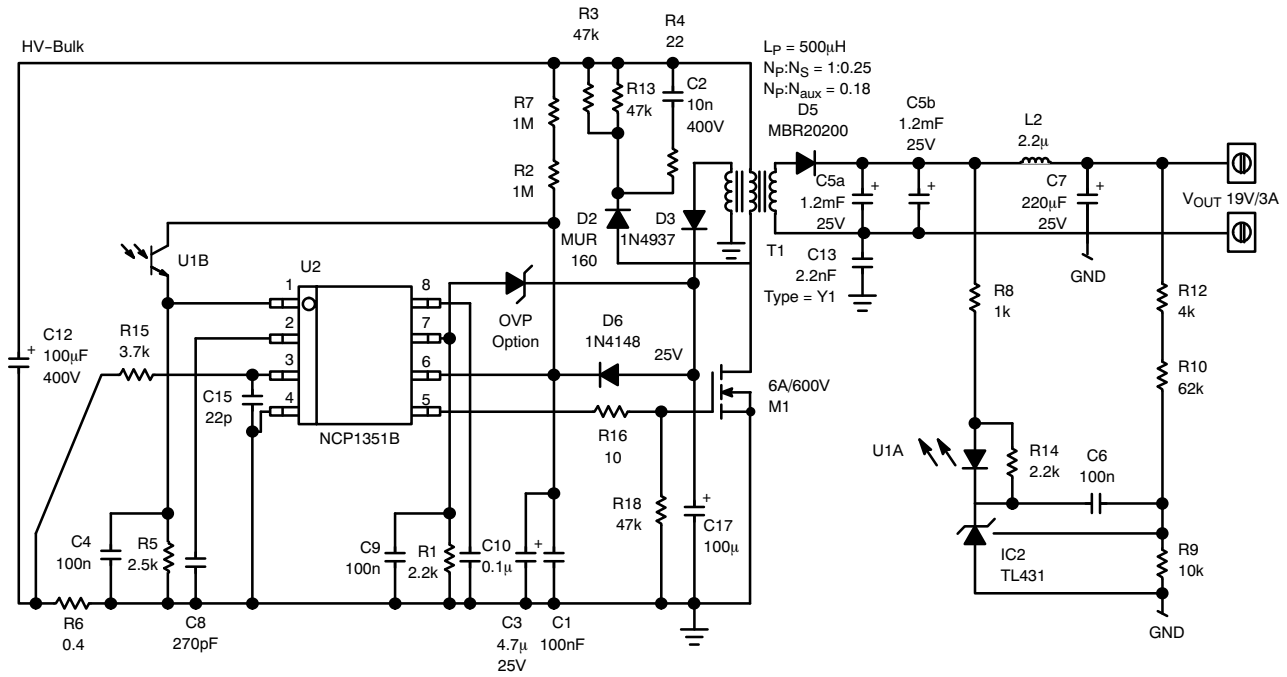 HV-Bulk
R3
47k
R4
22
R13
47k
C2
10n
400V
LP = 500μH
NP:NS = 1:0.25
NP:Naux = 0.18
D5
MBR20200
C5b
1.2mF
25V
L2
2.2μ
R7
1M
R2
1M
C5a
1.2mF
25V
C7
220μF
25V
VOUT 19V/3A
GND
D2
MUR
160
1N4937
D3
T1
C13
2.2nF
Type = Y1
U1B
U2
1
2
3
4
8
7
6
5
NCP1351B
OVP
Option
D6
1N4148
25V
6A/600V
M1
R8
1k
R12
4k
R10
62k
C12
+
100μF
400V
R15
3.7k
C15
22p
R16
10
R18
47k
+
C17
100μ
U1A
R14
2.2k
C6
100n
IC2
TL431
R9
10k
GND
C4
100n
R5
2.5k
C9
100n
R1
2.2k
C10
0.1μ
+
+
+
+
R6
0.4
C8
270pF
C3
4.7μ
25V
C1
100nF